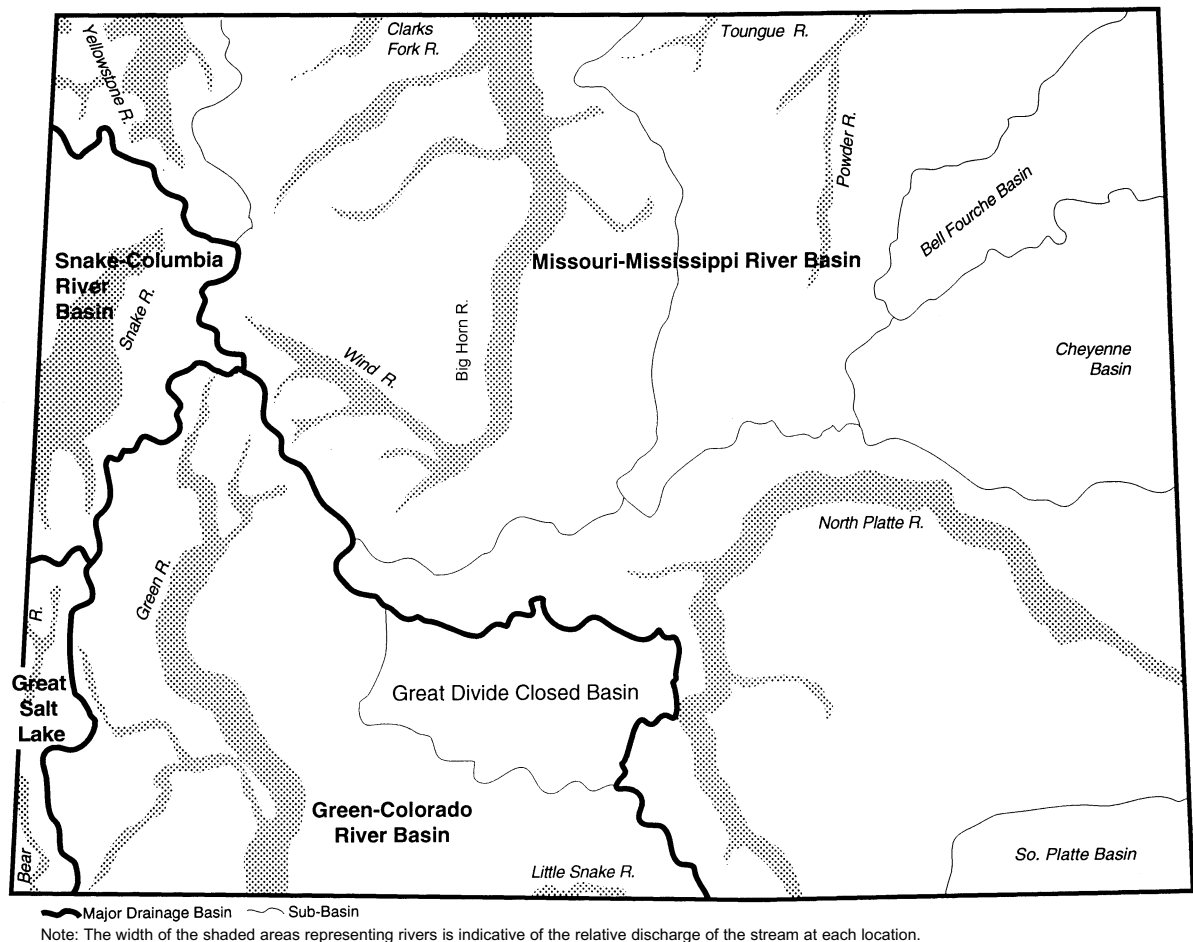 Yellowstone R.
Clarks
Fork R.
Toungue R.
Powder R.
Bell Fourche Basin
Snake-Columbia
River
Basin
Snake R.
Missouri-Mississippi River Basin
Big Horn R.
Wind R.
Cheyenne
Basin
North Platte R.
Green R.
R.
Great
Salt
Lake
Great Divide Closed Basin
Green-Colorado
River Basin
Bear
Little Snake R.
So. Platte Basin
Major Drainage Basin
Sub-Basin
Note: The width of the shaded areas representing rivers is indicative of the relative discharge of the stream at each location.